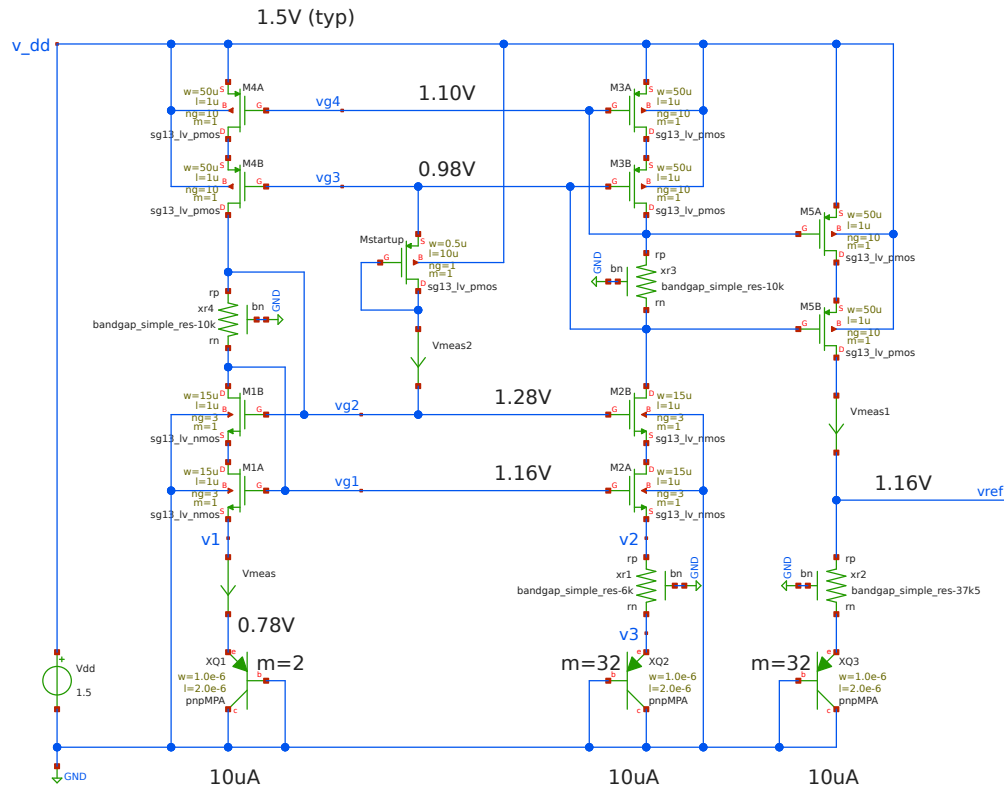 1.5V (typ)
v_dd
M4A
w=50u
l=1u
ng=10
m=1
S
B
G
D
sg13_lv_pmos
vg4
1.10V
M3A
w=50u
l=1u
ng=10
m=1
S
B
G
D
sg13_lv_pmos
M4B
w=50u
l=1u
ng=10
m=1
S
B
G
D
sg13_lv_pmos
vg3
0.98V
M3B
w=50u
l=1u
ng=10
m=1
S
B
G
D
sg13_lv_pmos
Mstartup
w=0.5u
l=10u
ng=1
m=1
S
B
G
D
sg13_lv_pmos
M5A
w=50u
l=1u
ng=10
m=1
S
B
G
D
sg13_lv_pmos
rp
xr4
bn
GND
bandgap_simple_res-10k
rn
GND
bn
rp
xr3
bandgap_simple_res-10k
rn
M5B
w=50u
l=1u
ng=10
m=1
S
B
G
D
sg13_lv_pmos
Vmeas2
M1B
w=15u
l=1u
ng=3
m=1
D
B
G
S
sg13_lv_nmos
vg2
1.28V
M2B
w=15u
l=1u
ng=3
m=1
D
B
G
S
sg13_lv_nmos
Vmeas1
M1A
w=15u
l=1u
ng=3
m=1
D
B
G
S
sg13_lv_nmos
vg1
1.16V
M2A
w=15u
l=1u
ng=3
m=1
D
B
G
S
sg13_lv_nmos
1.16V
vref
v1
v2
Vmeas
rp
xr1
bn
GND
bandgap_simple_res-6k
rn
GND
bn
rp
xr2
bandgap_simple_res-37k5
rn
0.78V
v3
+
Vdd
1.5
XQ1
m=2
w=1.0e-6
l=2.0e-6
pnpMPA
e
b
c
m=32
XQ2
w=1.0e-6
l=2.0e-6
pnpMPA
e
b
c
m=32
XQ3
w=1.0e-6
l=2.0e-6
pnpMPA
e
b
c
GND
10uA
10uA
10uA